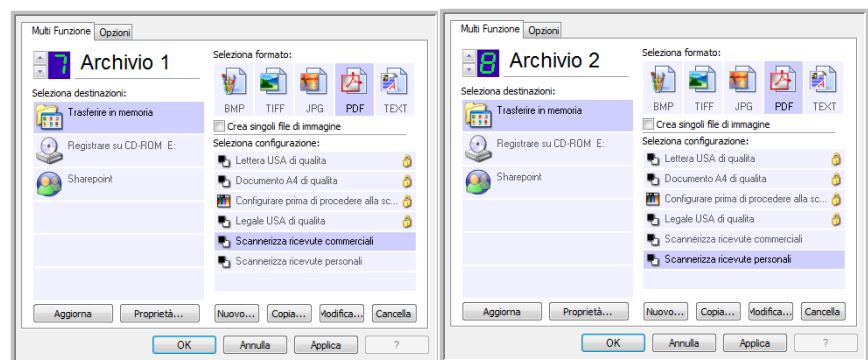 Multi Funzione Opzioni
7 Archivio 1
Seleziona destinazioni:
Trasferire in memoria
Registrare su CD-ROM E:
Sharepoint
Seleziona formato:
BMP TIFF JPG PDF TEXT
Crea singoli file di immagine
Seleziona configurazione:
Lettera USA di qualita
Documento A4 di qualita
Configurare prima di procedere alla sc...
Legale USA di qualita
Scannerizza ricevute commerciali
Scannerizza ricevute personali
Aggiorna Proprietà... Nuovo... Copia... Modifica... Cancella
OK Annulla Applica ?
Multi Funzione Opzioni
8 Archivio 2
Seleziona destinazioni:
Trasferire in memoria
Registrare su CD-ROM E:
Sharepoint
Seleziona formato:
BMP TIFF JPG PDF TEXT
Crea singoli file di immagine
Seleziona configurazione:
Lettera USA di qualita
Documento A4 di qualita
Configurare prima di procedere alla sc...
Legale USA di qualita
Scannerizza ricevute commerciali
Scannerizza ricevute personali
Aggiorna Proprietà... Nuovo... Copia... Modifica... Cancella
OK Annulla Applica ?